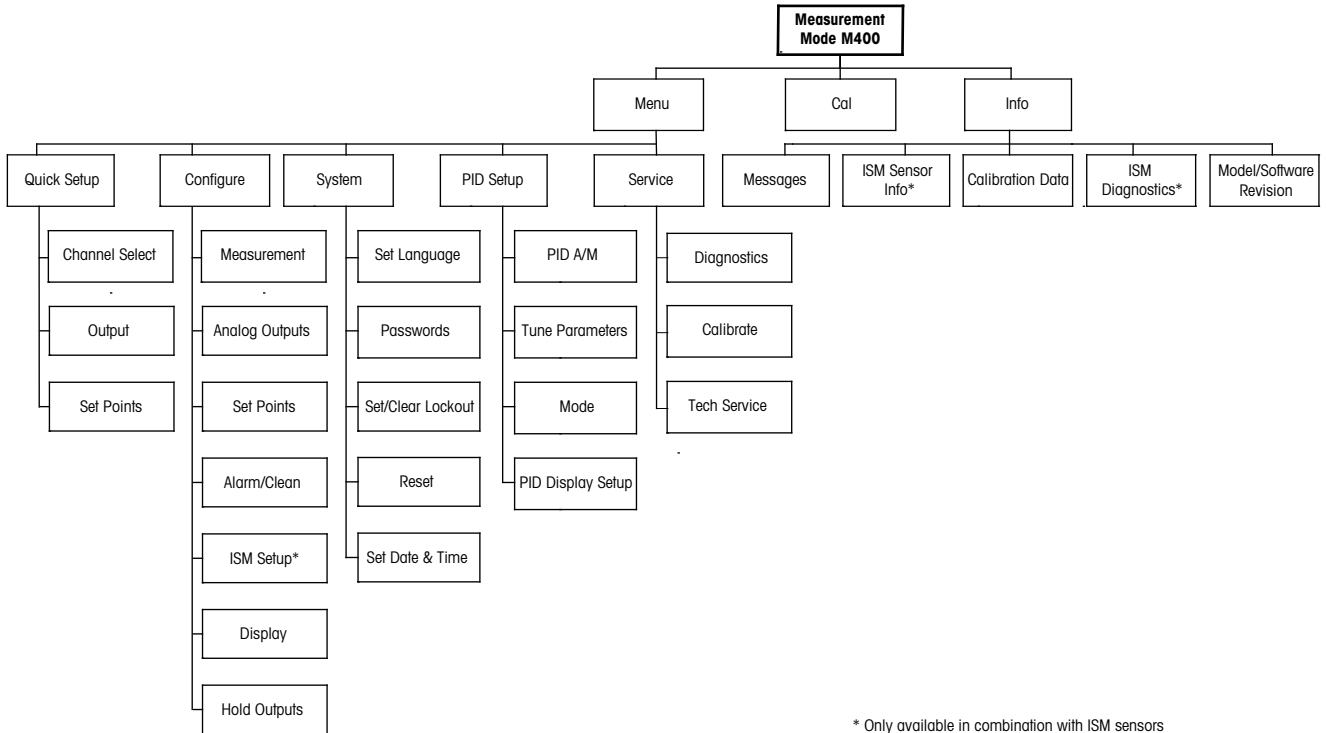 Measurement
Mode M400
Menu
Cal
Info
Quick Setup
Configure
System
PID Setup
Service
Messages
ISM Sensor
Info*
Calibration Data
ISM
Diagnostics*
Model/Software
Revision
Channel Select
Output
Set Points
Measurement
Analog Outputs
Set Points
Alarm/Clean
ISM Setup*
Display
Hold Outputs
Set Language
Passwords
Set/Clear Lockout
Reset
Set Date & Time
PID A/M
Tune Parameters
Mode
PID Display Setup
Diagnostics
Calibrate
Tech Service
* Only available in combination with ISM sensors